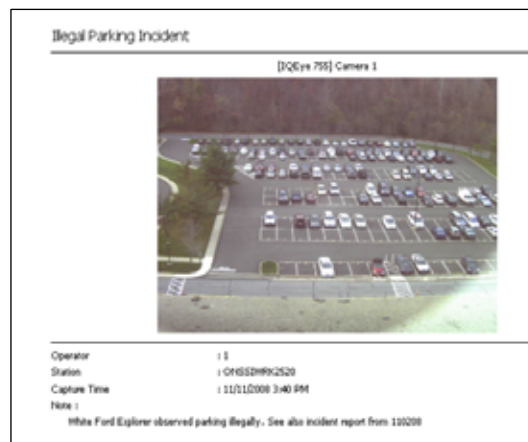 Illegal Parking Incident
[IQEye 755] Camera 1
Operator : 1
Station : ONSSIMRK2528
Capture Time : 11/11/2008 3:40 PM
Note :
White Ford Explorer observed parking illegally. See also incident report from 110208